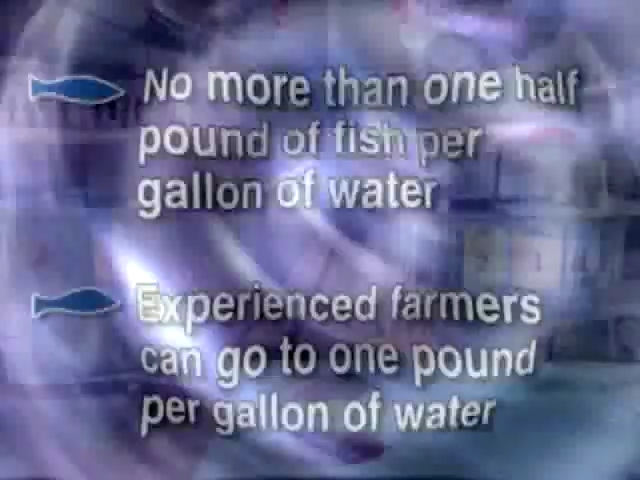 No more than one half
pound of fish per
gallon of water
Experienced farmers
can go to one pound
per gallon of water